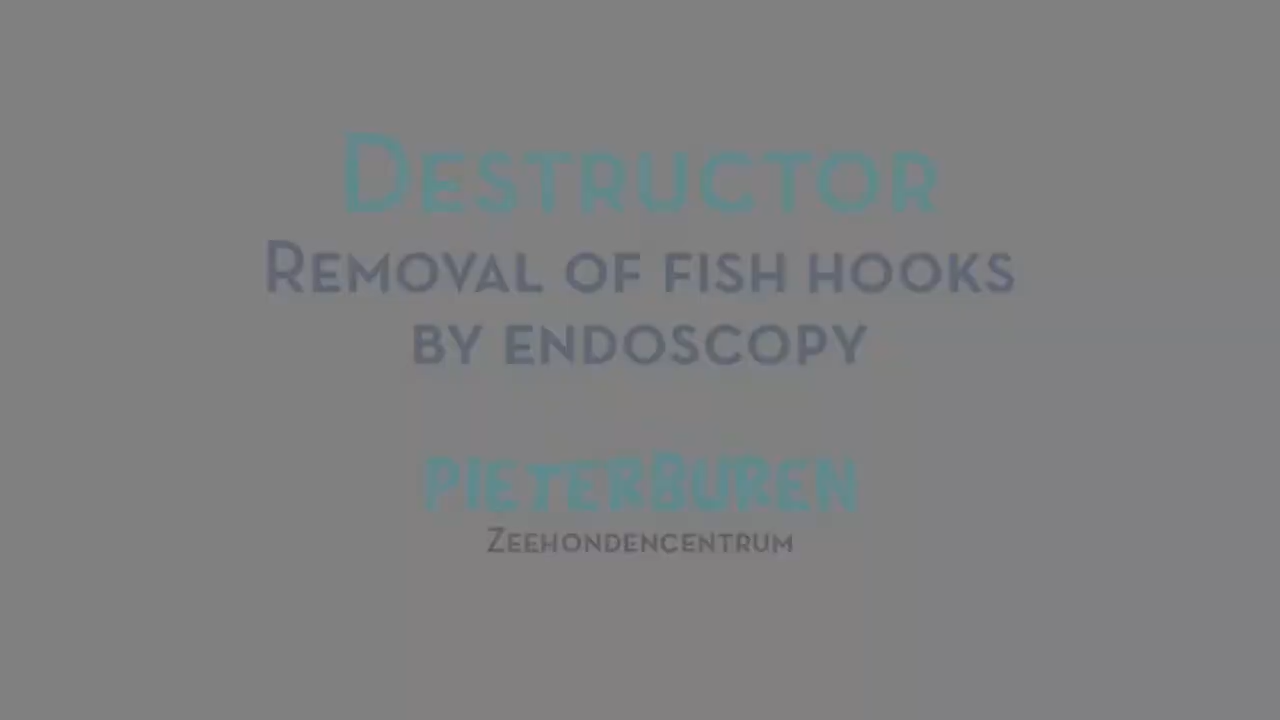 Destructor
Removal of fish hooks
by endoscopy
PIETERBUREN
Zeehondencentrum